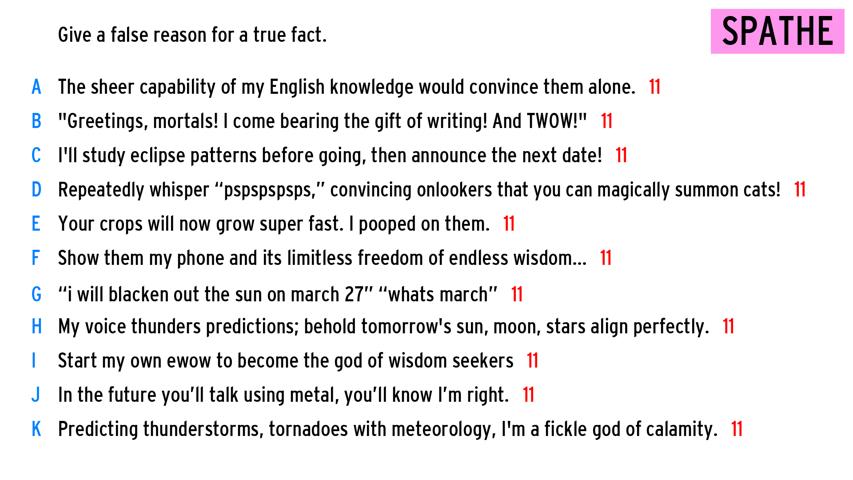 Give a false reason for a true fact.
SPATHE
A The sheer capability of my English knowledge would convince them alone. 11
B "Greetings, mortals! I come bearing the gift of writing! And TWOW!" 11
C I'll study eclipse patterns before going, then announce the next date! 11
D Repeatedly whisper “pspspspsps,” convincing onlookers that you can magically summon cats! 11
E Your crops will now grow super fast. I pooped on them. 11
F Show them my phone and its limitless freedom of endless wisdom... 11
G “i will blacken out the sun on march 27” “whats march” 11
H My voice thunders predictions; behold tomorrow's sun, moon, stars align perfectly. 11
I Start my own ewow to become the god of wisdom seekers 11
J In the future you’ll talk using metal, you’ll know I’m right. 11
K Predicting thunderstorms, tornadoes with meteorology, I'm a fickle god of calamity. 11